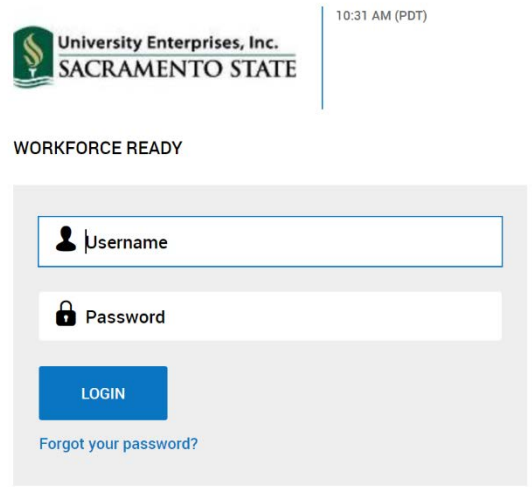 University Enterprises, Inc.
SACRAMENTO STATE
10:31 AM (PDT)
WORKFORCE READY
Username
Password
LOGIN
Forgot your password?